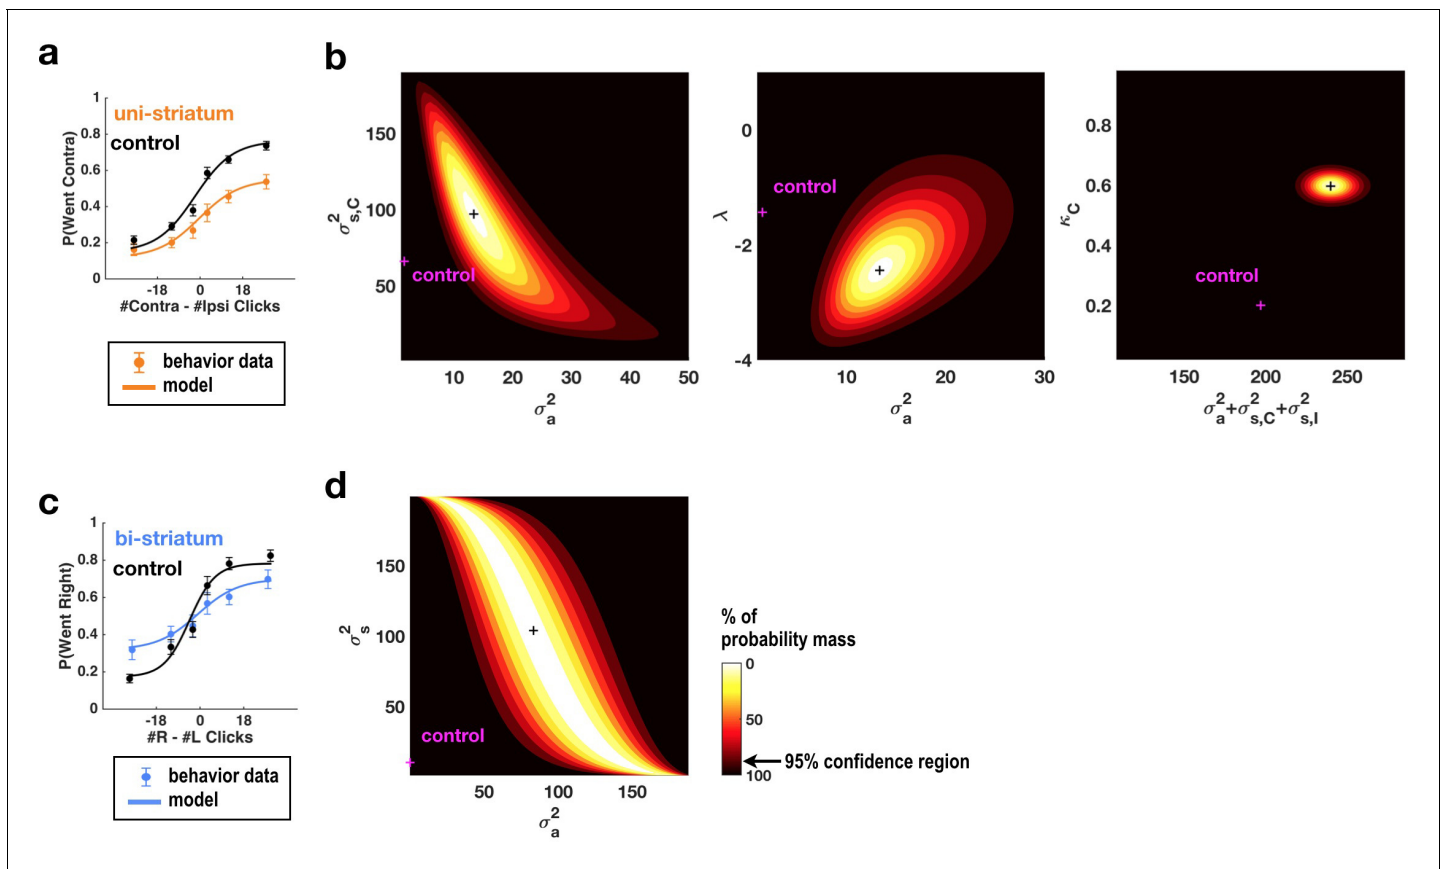 a
1
0.8
0.6
0.4
0.2
0
P(Went Contra)
uni-striatum
control
-18 0 18
#Contra - #Ipsi Clicks
behavior data
model
b
150
100
50
σ²s,C
control
10 20 30 40 50
σ²a
0
-2
-4
λ
control
10 20 30
σ²a
0.8
0.6
0.4
0.2
κC
control
150 200 250
σ²a+σ²s,C+σ²s,I
c
1
0.8
0.6
0.4
0.2
0
P(Went Right)
bi-striatum
control
-18 0 18
#R - #L Clicks
behavior data
model
d
150
100
50
σ²s
control
50 100 150
σ²a
% of
probability mass
0
50
100
95% confidence region